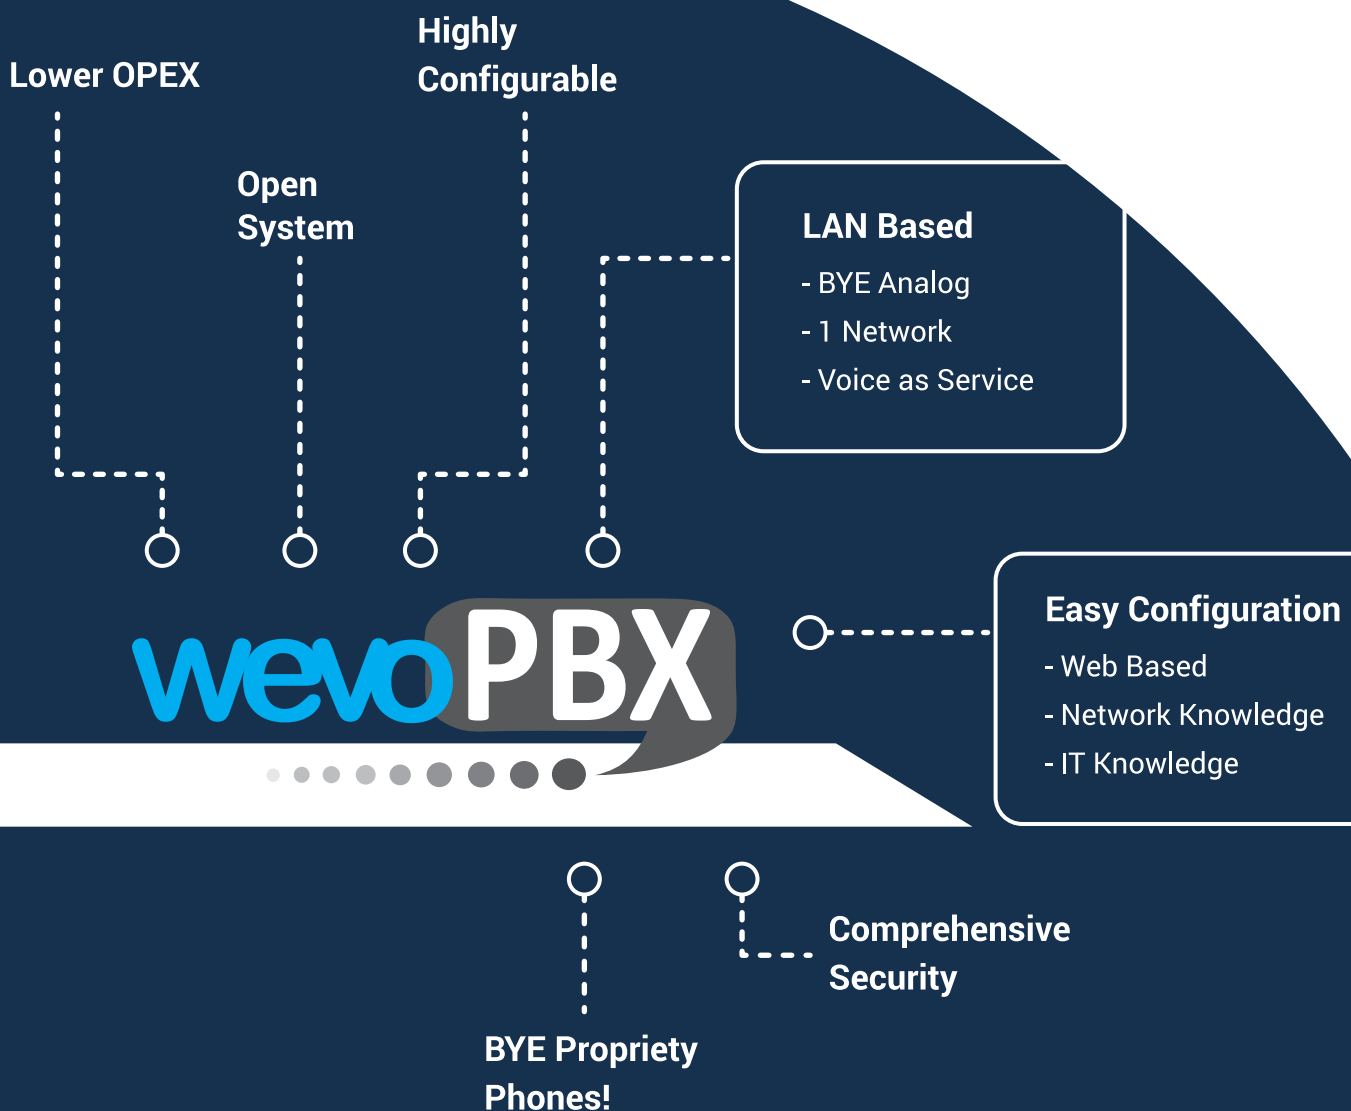 Lower OPEX
Highly
Configurable
Open
System
LAN Based
- BYE Analog
- 1 Network
- Voice as Service
wevoPBX
Easy Configuration
- Web Based
- Network Knowledge
- IT Knowledge
Comprehensive
Security
BYE Propriety
Phones!